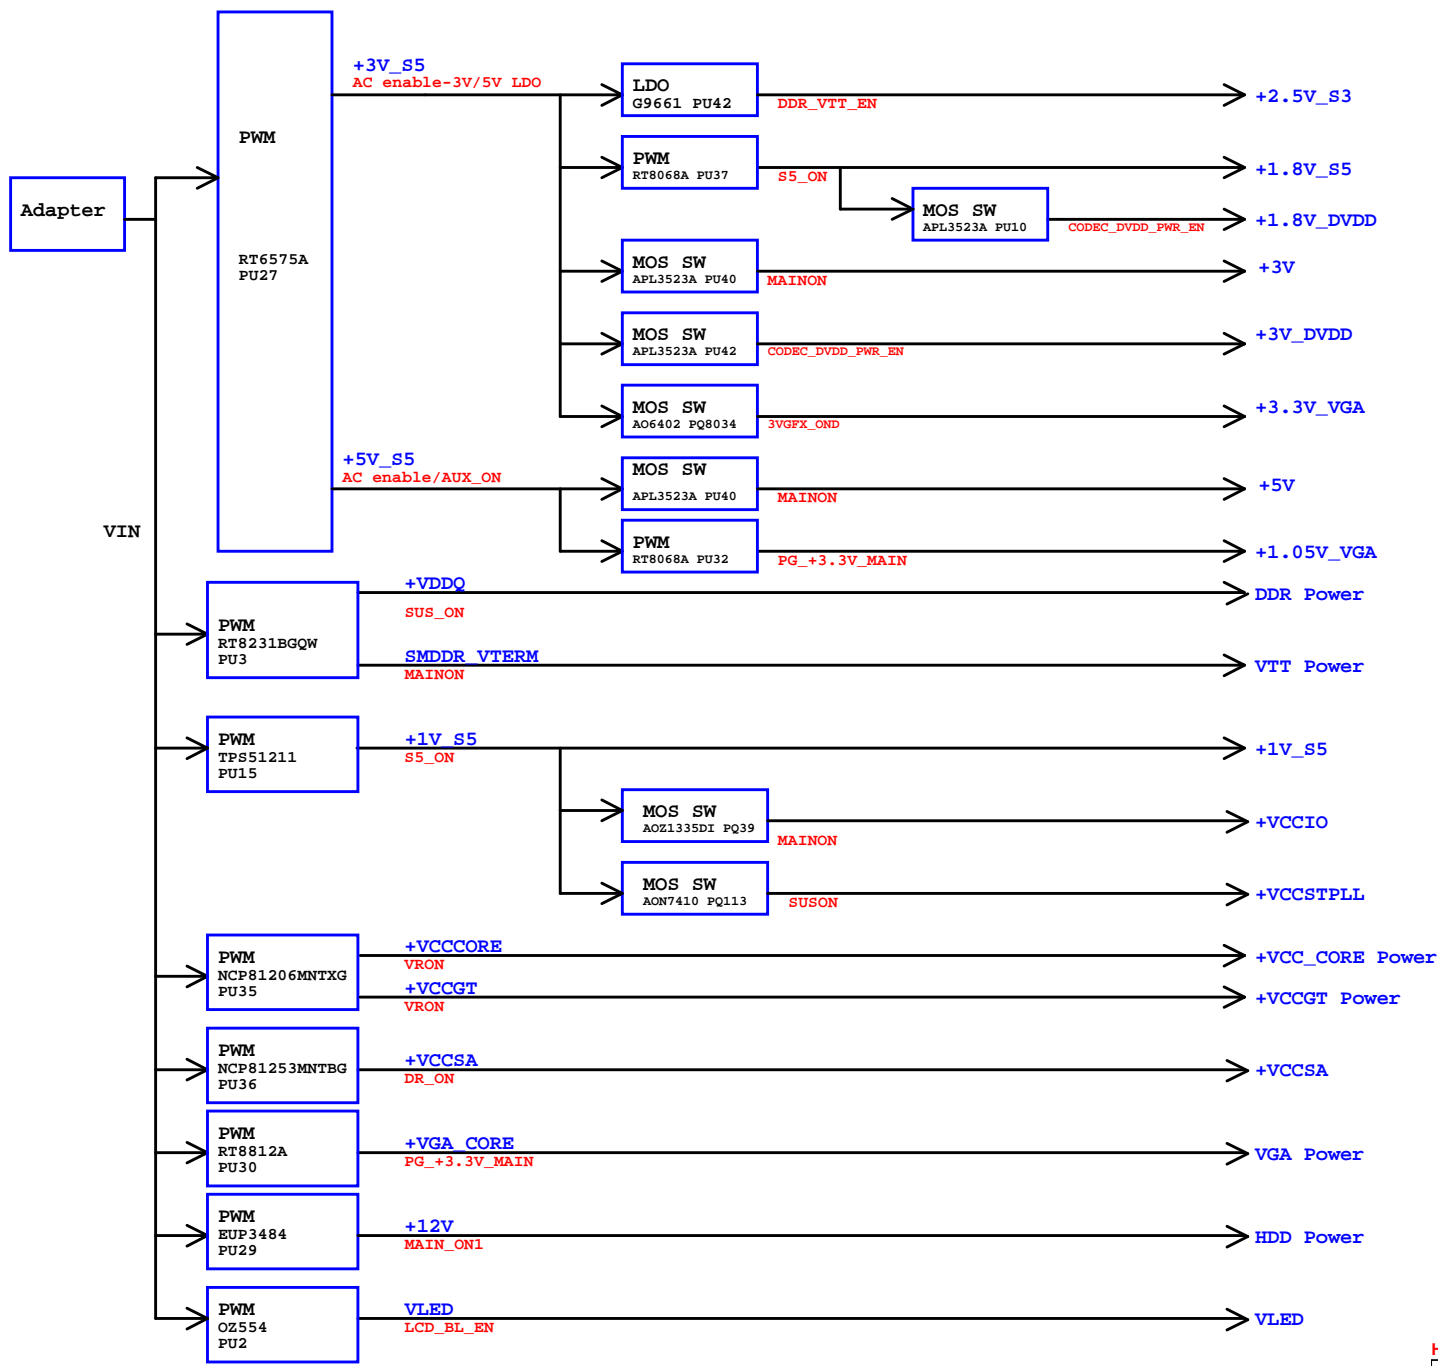 +3V_S5
AC enable-3V/5V LDO
LDO
G9661 PU42
DDR_VTT_EN
+2.5V_S3
PWM
RT6575A
PU27
PWM
RT8068A PU37
S5_ON
+1.8V_S5
Adapter
MOS SW
APL3523A PU10
CODEC_DVDD_PWR_EN
+1.8V_DVDD
MOS SW
APL3523A PU40
MAINON
+3V
MOS SW
APL3523A PU42
CODEC_DVDD_PWR_EN
+3V_DVDD
MOS SW
AO6402 PQ8034
3VGFX_OND
+3.3V_VGA
+5V_S5
AC enable/AUX_ON
MOS SW
APL3523A PU40
MAINON
+5V
VIN
PWM
RT8068A PU32
PG_+3.3V_MAIN
+1.05V_VGA
PWM
RT8231BGQW
PU3
+VDDQ
SUS_ON
DDR Power
SMDDR_VTERM
MAINON
VTT Power
PWM
TPS51211
PU15
+1V_S5
S5_ON
+1V_S5
MOS SW
AOZ1335DI PQ39
MAINON
+VCCIO
MOS SW
AON7410 PQ113
SUSON
+VCCSTPLL
PWM
NCP81206MNTXG
PU35
+VCCCORE
VRON
+VCC_CORE Power
+VCCGT
VRON
+VCCGT Power
PWM
NCP81253MNTBG
PU36
+VCCSA
DR_ON
+VCCSA
PWM
RT8812A
PU30
+VGA_CORE
PG_+3.3V_MAIN
VGA Power
PWM
EUP3484
PU29
+12V
MAIN_ON1
HDD Power
PWM
OZ554
PU2
VLED
LCD_BL_EN
VLED